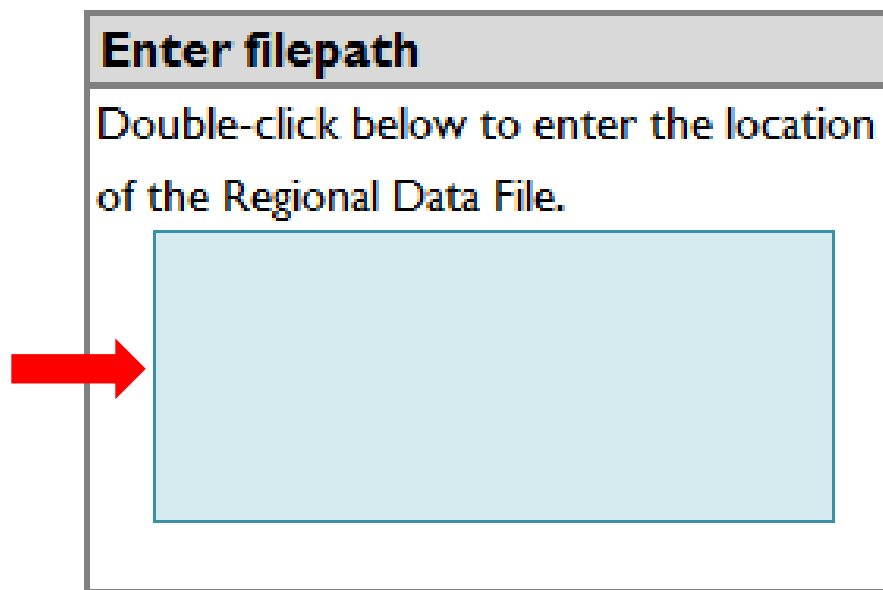 Enter filepath
Double-click below to enter the location
of the Regional Data File.